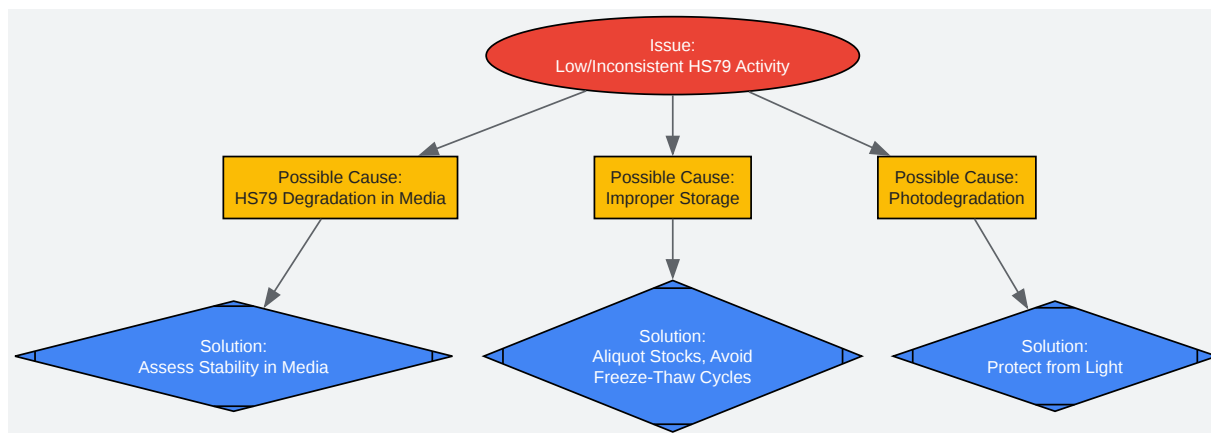 Issue:
Low/Inconsistent HS79 Activity
Possible Cause:
HS79 Degradation in Media
Possible Cause:
Improper Storage
Possible Cause:
Photodegradation
Solution:
Assess Stability in Media
Solution:
Aliquot Stocks, Avoid
Freeze-Thaw Cycles
Solution:
Protect from Light